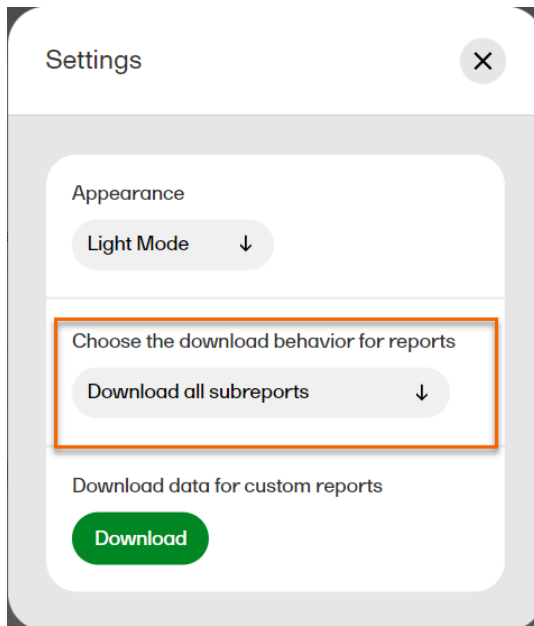 Settings
Appearance
Light Mode
Choose the download behavior for reports
Download all subreports
Download data for custom reports
Download